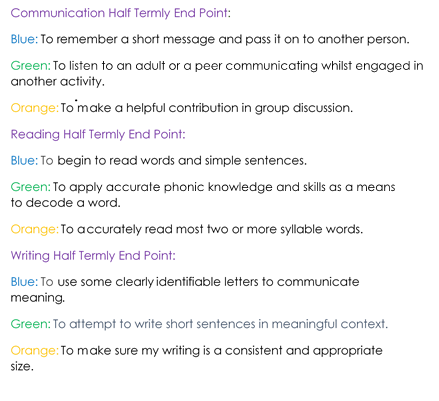 Communication Half Termly End Point:
Blue: To remember a short message and pass it on to another person.
Green: To listen to an adult or a peer communicating whilst engaged in
another activity.
Orange: To make a helpful contribution in group discussion.
Reading Half Termly End Point:
Blue: To begin to read words and simple sentences.
Green: To apply accurate phonic knowledge and skills as a means
to decode a word.
Orange: To accurately read most two or more syllable words.
Writing Half Termly End Point:
Blue: To use some clearly identifiable letters to communicate
meaning.
Green: To attempt to write short sentences in meaningful context.
Orange: To make sure my writing is a consistent and appropriate
size.